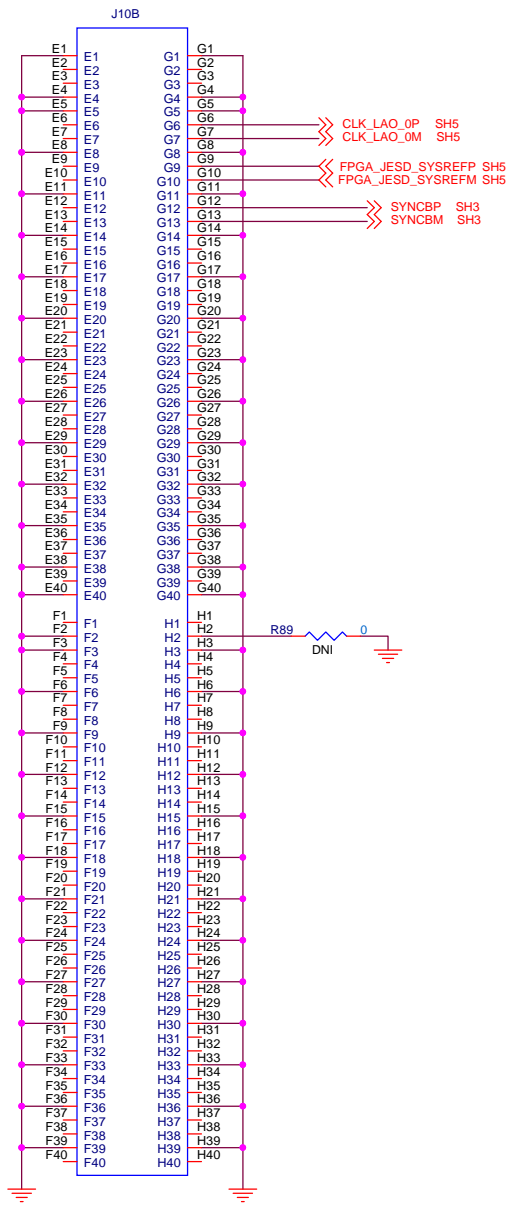 J10B
E1 E1 G1 G1
E2 E2 G2 G2
E3 E3 G3 G3
E4 E4 G4 G4
E5 E5 G5 G5
E6 E6 G6 G6 CLK_LAO_0P SH5
E7 E7 G7 G7 CLK_LAO_0M SH5
E8 E8 G8 G8
E9 E9 G9 G9 FPGA_JESD_SYSREFP SH5
E10 E10 G10 G10 FPGA_JESD_SYSREFM SH5
E11 E11 G11 G11
E12 E12 G12 G12 SYNCBP SH3
E13 E13 G13 G13 SYNCBM SH3
E14 E14 G14 G14
E15 E15 G15 G15
E16 E16 G16 G16
E17 E17 G17 G17
E18 E18 G18 G18
E19 E19 G19 G19
E20 E20 G20 G20
E21 E21 G21 G21
E22 E22 G22 G22
E23 E23 G23 G23
E24 E24 G24 G24
E25 E25 G25 G25
E26 E26 G26 G26
E27 E27 G27 G27
E28 E28 G28 G28
E29 E29 G29 G29
E30 E30 G30 G30
E31 E31 G31 G31
E32 E32 G32 G32
E33 E33 G33 G33
E34 E34 G34 G34
E35 E35 G35 G35
E36 E36 G36 G36
E37 E37 G37 G37
E38 E38 G38 G38
E39 E39 G39 G39
E40 E40 G40 G40
F1 F1 H1 H1
F2 F2 H2 H2 R89 0
DNI
F3 F3 H3 H3
F4 F4 H4 H4
F5 F5 H5 H5
F6 F6 H6 H6
F7 F7 H7 H7
F8 F8 H8 H8
F9 F9 H9 H9
F10 F10 H10 H10
F11 F11 H11 H11
F12 F12 H12 H12
F13 F13 H13 H13
F14 F14 H14 H14
F15 F15 H15 H15
F16 F16 H16 H16
F17 F17 H17 H17
F18 F18 H18 H18
F19 F19 H19 H19
F20 F20 H20 H20
F21 F21 H21 H21
F22 F22 H22 H22
F23 F23 H23 H23
F24 F24 H24 H24
F25 F25 H25 H25
F26 F26 H26 H26
F27 F27 H27 H27
F28 F28 H28 H28
F29 F29 H29 H29
F30 F30 H30 H30
F31 F31 H31 H31
F32 F32 H32 H32
F33 F33 H33 H33
F34 F34 H34 H34
F35 F35 H35 H35
F36 F36 H36 H36
F37 F37 H37 H37
F38 F38 H38 H38
F39 F39 H39 H39
F40 F40 H40 H40